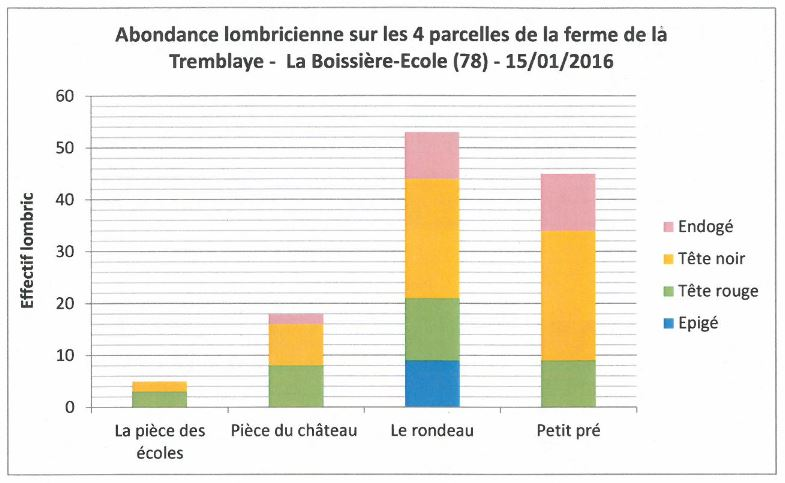 Abondance lombricienne sur les 4 parcelles de la ferme de la
Tremblaye - La Boissière-Ecole (78) - 15/01/2016
60
50
40
30
20
10
0
Effectif lombric
La pièce des
écoles
Pièce du château
Le rondeau
Petit pré
Endogé
Tête noir
Tête rouge
Epigé